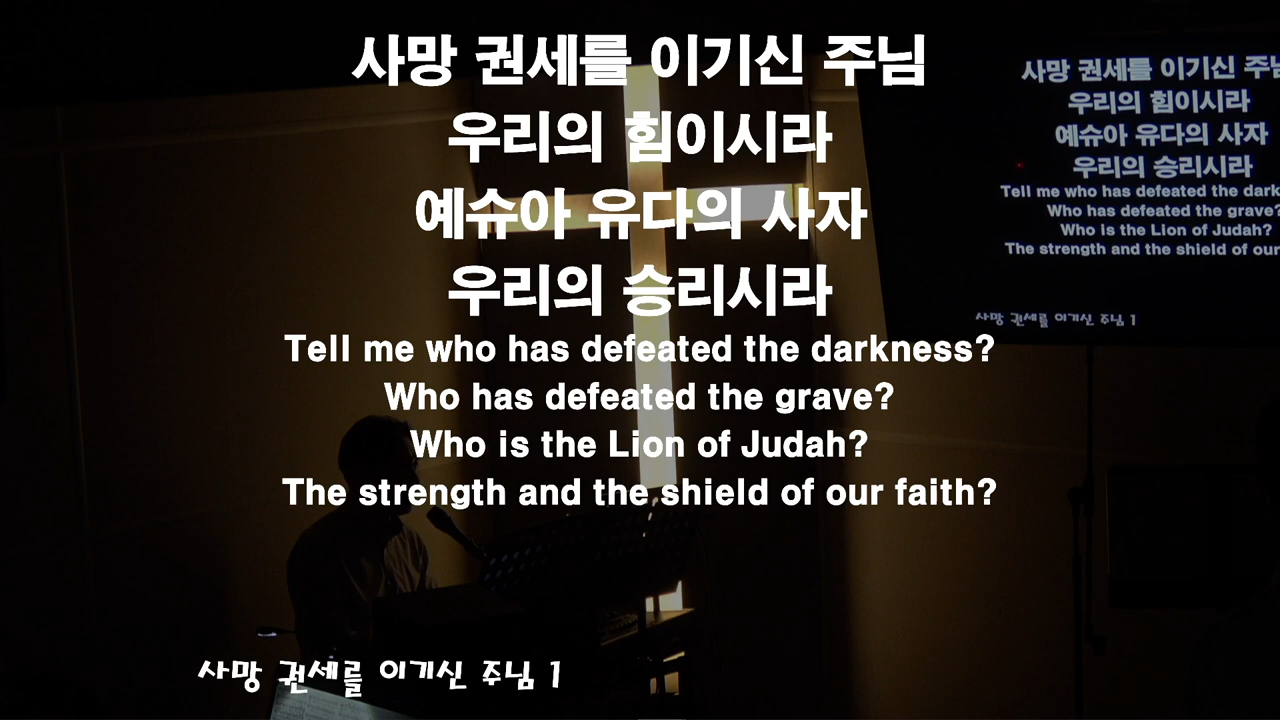 사망 권세를 이기신 주님
우리의 힘이시라
예슈아 유다의 사자
우리의 승리시라
Tell me who has defeated the darkness?
Who has defeated the grave?
Who is the Lion of Judah?
The strength and the shield of our faith?
사망 권세를 이기신 주님 1
사망 권세를 이기신 주님
우리의 힘이시라
예슈아 유다의 사자
우리의 승리시라
Tell me who has defeated the dark
Who has defeated the grave?
Who is the Lion of Judah?
The strength and the shield of our
사망 권세를 이기신 주님 1